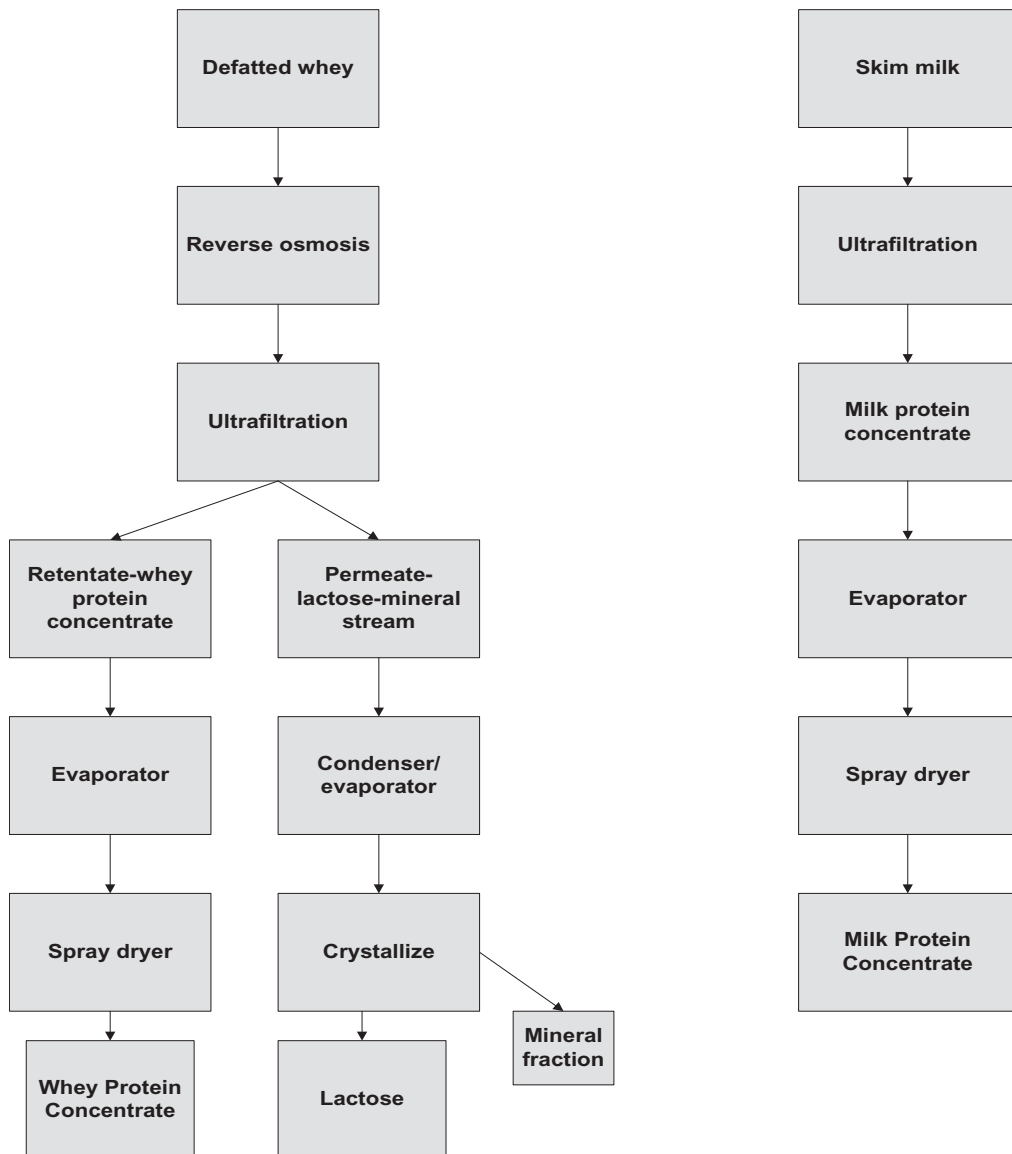 Defatted whey
Reverse osmosis
Ultrafiltration
Retentate-whey
protein
concentrate
Permeate-
lactose-mineral
stream
Evaporator
Condenser/
evaporator
Spray dryer
Crystallize
Mineral
fraction
Whey Protein
Concentrate
Lactose
Skim milk
Ultrafiltration
Milk protein
concentrate
Evaporator
Spray dryer
Milk Protein
Concentrate